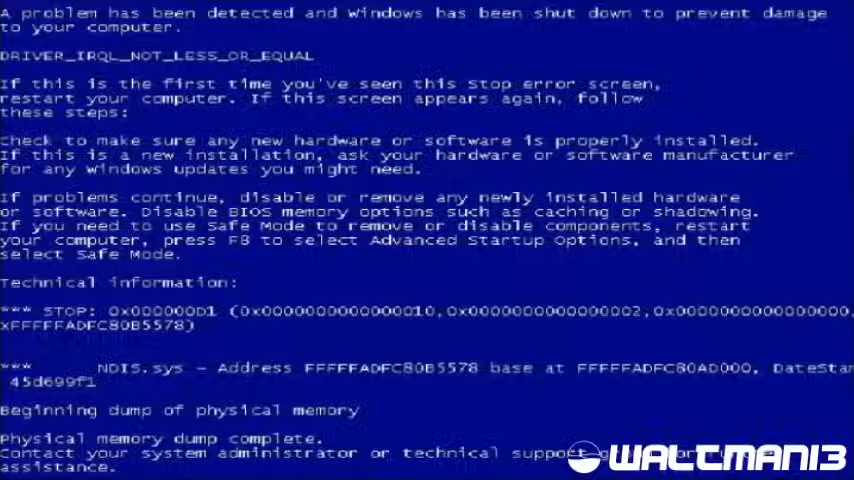 A problem has been detected and Windows has been shut down to prevent damage
to your computer.
DRIVER_IRQL_NOT_LESS_OR_EQUAL
If this is the first time you've seen this Stop error screen,
restart your computer. If this screen appears again, follow
these steps:
Check to make sure any new hardware or software is properly installed.
If this is a new installation, ask your hardware or software manufacturer
for any Windows updates you might need.
If problems continue, disable or remove any newly installed hardware
or software. Disable BIOS memory options such as caching or shadowing.
If you need to use Safe Mode to remove or disable components, restart
your computer, press F8 to select Advanced Startup Options, and then
select Safe Mode.
Technical information:
*** STOP: 0x000000D1 (0x0000000000000010,0x0000000000000002,0x0000000000000000,
xFFFFFADFC80B5578)
*** NDIS.sys - Address FFFFFADFC80B5578 base at FFFFFADFC80AD000, DateStam
45d699f1
Beginning dump of physical memory
Physical memory dump complete.
Contact your system administrator or technical support
assistance.
WALTMAN13